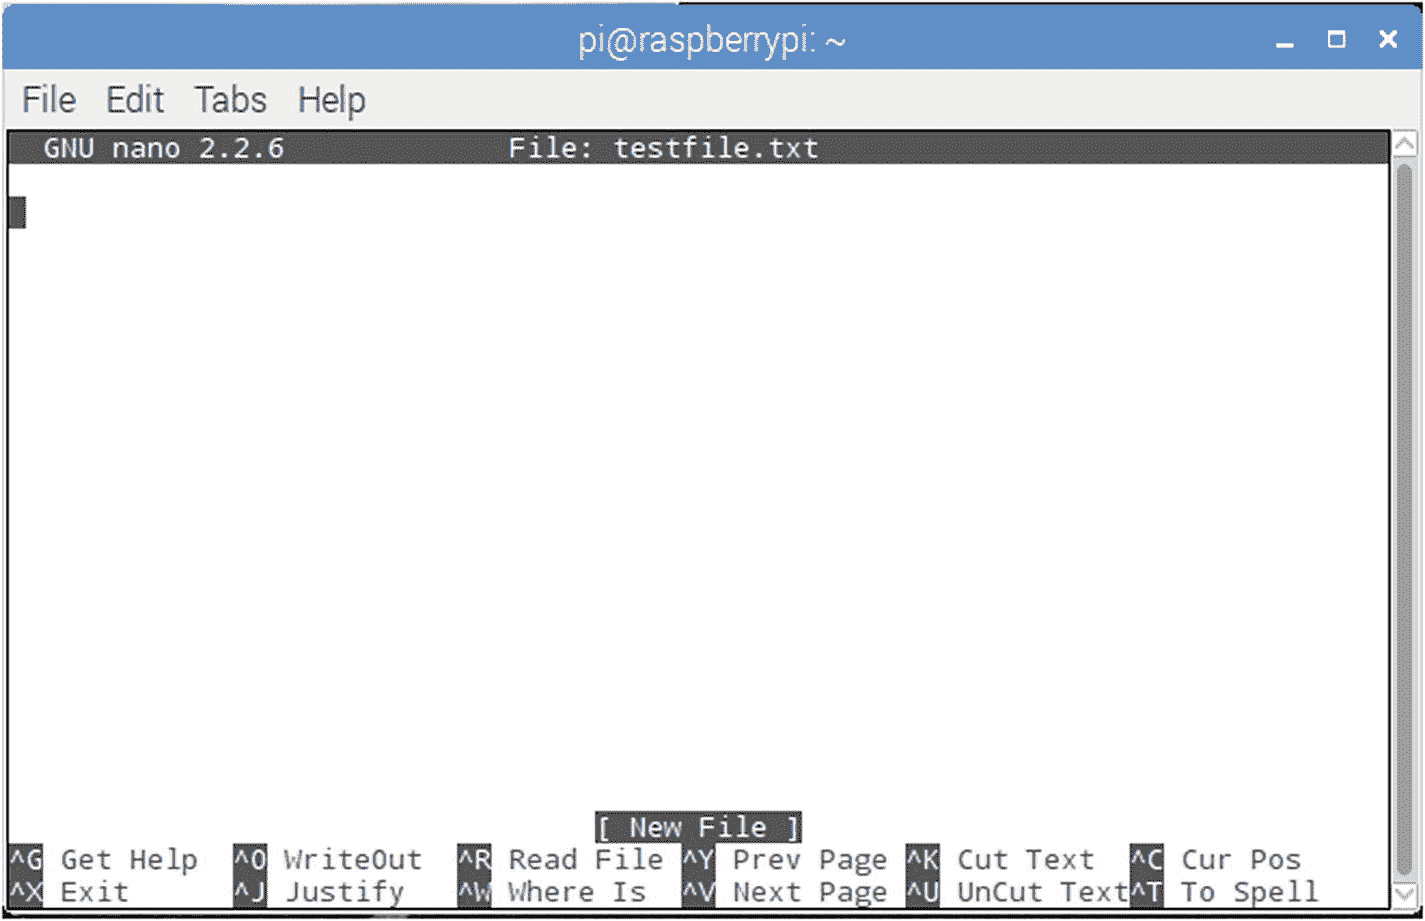 pi@raspberrypi: ~
File Edit Tabs Help
GNU nano 2.2.6 File: testfile.txt
[ New File ]
^G Get Help ^O WriteOut ^R Read File ^Y Prev Page ^K Cut Text ^C Cur Pos
^X Exit ^J Justify ^W Where Is ^V Next Page ^U UnCut Text ^T To Spell